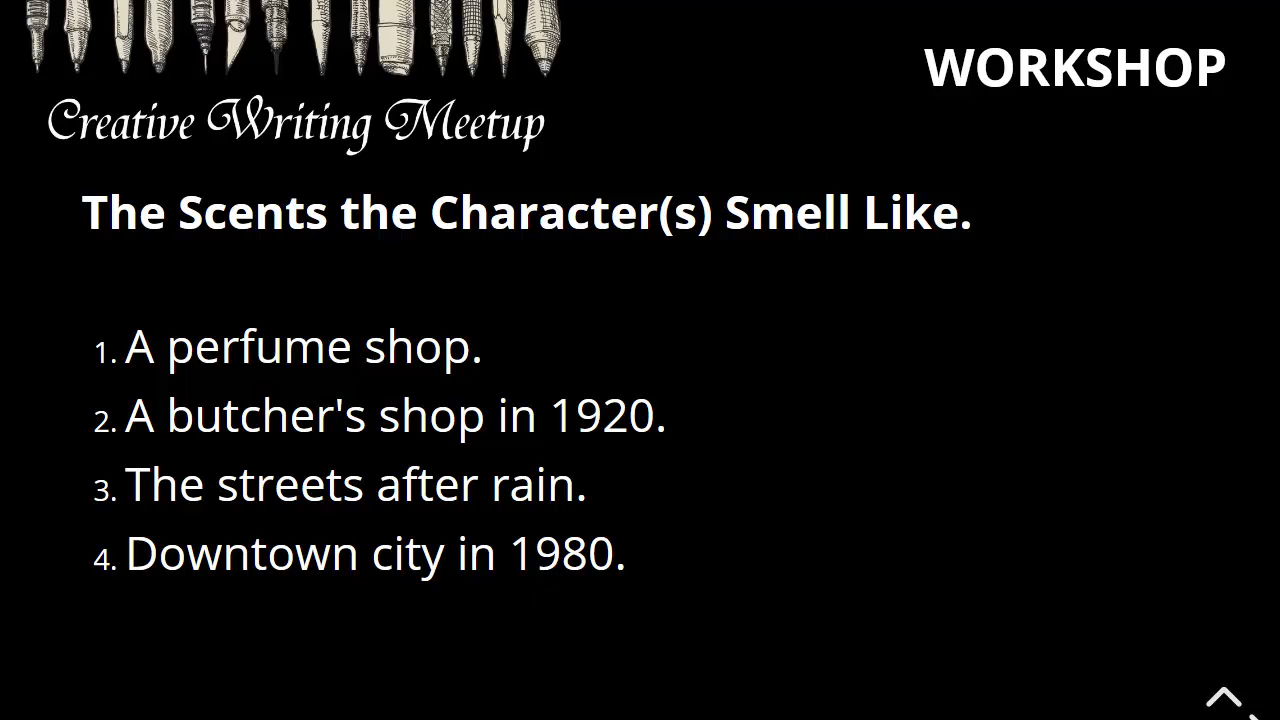 WORKSHOP
Creative Writing Meetup
The Scents the Character(s) Smell Like.
1. A perfume shop.
2. A butcher's shop in 1920.
3. The streets after rain.
4. Downtown city in 1980.